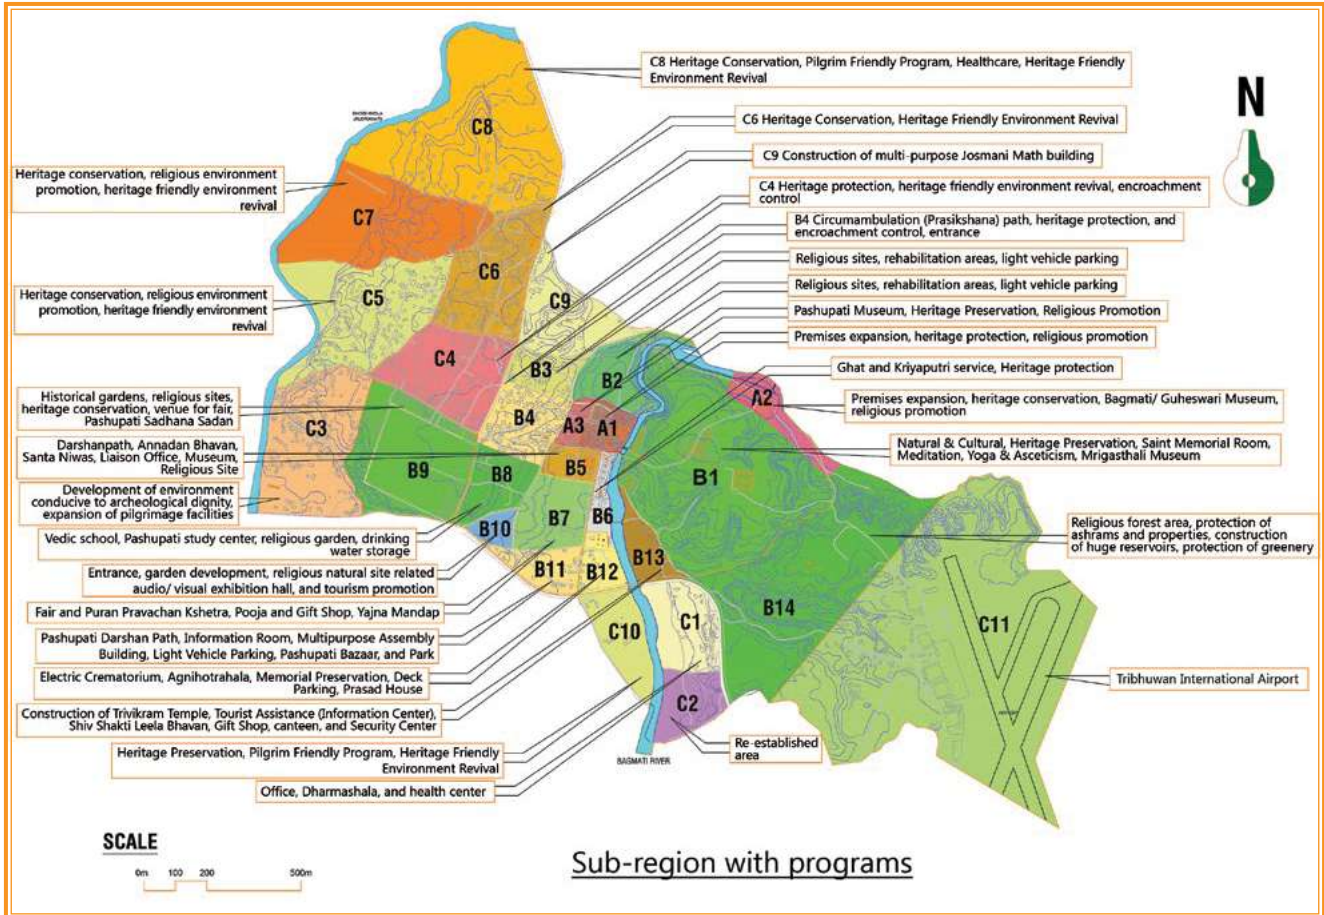 C8 Heritage Conservation, Pilgrim Friendly Program, Healthcare, Heritage Friendly
Environment Revival
N
C6 Heritage Conservation, Heritage Friendly Environment Revival
C9 Construction of multi-purpose Josmani Math building
C4 Heritage protection, heritage friendly environment revival, encroachment
control
B4 Circumambulation (Prasikshana) path, heritage protection, and
encroachment control, entrance
Religious sites, rehabilitation areas, light vehicle parking
Religious sites, rehabilitation areas, light vehicle parking
Pashupati Museum, Heritage Preservation, Religious Promotion
Premises expansion, heritage protection, religious promotion
Ghat and Kriyaputri service, Heritage protection
Premises expansion, heritage conservation, Bagmati/ Guheswari Museum,
religious promotion
Natural & Cultural, Heritage Preservation, Saint Memorial Room,
Meditation, Yoga & Asceticism, Mrigasthali Museum
Religious forest area, protection of
ashrams and properties, construction
of huge reservoirs, protection of greenery
Tribhuwan International Airport
Heritage conservation, religious environment
promotion, heritage friendly environment
revival
Heritage conservation, religious environment
promotion, heritage friendly environment
revival
Historical gardens, religious sites,
heritage conservation, venue for fair,
Pashupati Sadhana Sadan
Darshanpath, Annadan Bhavan,
Santa Niwas, Liaison Office, Museum,
Religious Site
Development of environment
conducive to archeological dignity,
expansion of pilgrimage facilities
Vedic school, Pashupati study center, religious garden, drinking
water storage
Entrance, garden development, religious natural site related
audio/ visual exhibition hall, and tourism promotion
Fair and Puran Pravachan Kshetra, Pooja and Gift Shop, Yajna Mandap
Pashupati Darshan Path, Information Room, Multipurpose Assembly
Building, Light Vehicle Parking, Pashupati Bazaar, and Park
Electric Crematorium, Agnihotrahala, Memorial Preservation, Deck
Parking, Prasad House
Construction of Trivikram Temple, Tourist Assistance (Information Center),
Shiv Shakti Leela Bhavan, Gift Shop, canteen, and Security Center
Heritage Preservation, Pilgrim Friendly Program, Heritage Friendly
Environment Revival
Office, Dharmashala, and health center
Re-established
area
BAGMATI RIVER
C8
C7
C6
C5
C9
C4
B3
B2
A2
B4
A3
A1
C3
B9
B8
B5
B1
B10
B7
B6
B11
B12
B13
B14
C10
C1
C2
C11
SCALE
0m 100 200 500m
Sub-region with programs